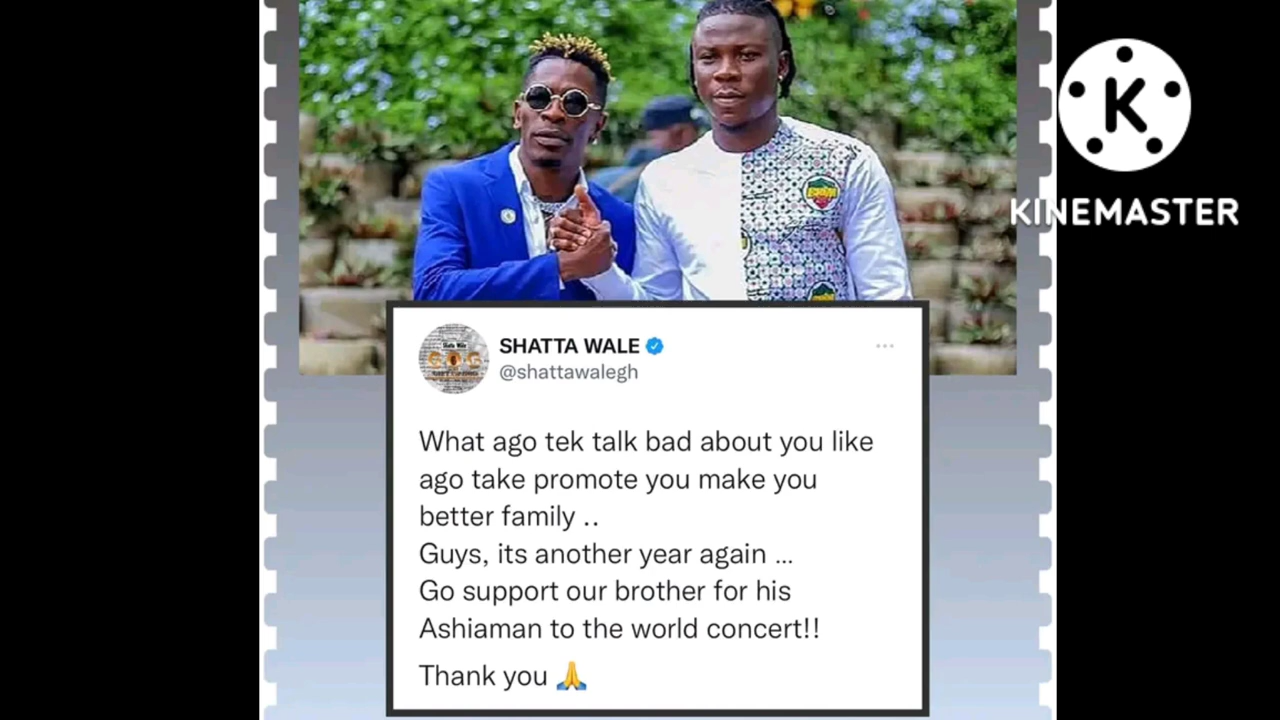 K
KINEMASTER
SHATTA WALE
@shattawalegh
What ago tek talk bad about you like
ago take promote you make you
better family ..
Guys, its another year again ...
Go support our brother for his
Ashiaman to the world concert!!
Thank you 🙏